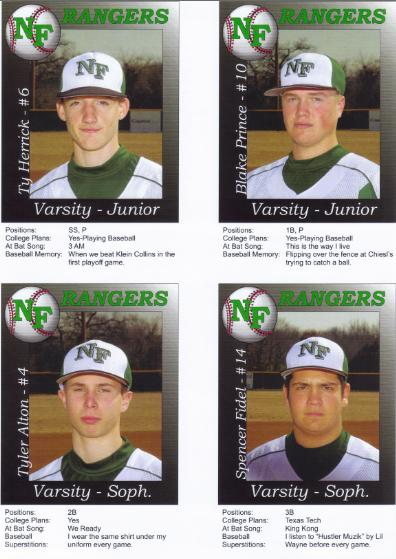 NF RANGERS
NF
Ty Herrick - #6
Varsity - Junior
Positions: SS, P
College Plans: Yes-Playing Baseball
At Bat Song: 3 AM
Baseball Memory: When we beat Klein Collins in the
first playoff game.
NF RANGERS
NF
Blake Prince - #10
Varsity - Junior
Positions: 1B, P
College Plans: Yes-Playing Baseball
At Bat Song: This is the way I live
Baseball Memory: Flipping over the fence at Chiesl's
trying to catch a ball.
NF RANGERS
NF
Tyler Alton - #4
Varsity - Soph.
Positions: 2B
College Plans: Yes
At Bat Song: We Ready
Baseball I wear the same shirt under my
Superstitions: uniform every game.
NF RANGERS
NF
Spencer Fidel - #14
Varsity - Soph.
Positions: 3B
College Plans: Texas Tech
At Bat Song: King Kong
Baseball I listen to "Hustler Muzik" by Lil
Superstitions: Wayne before every game.